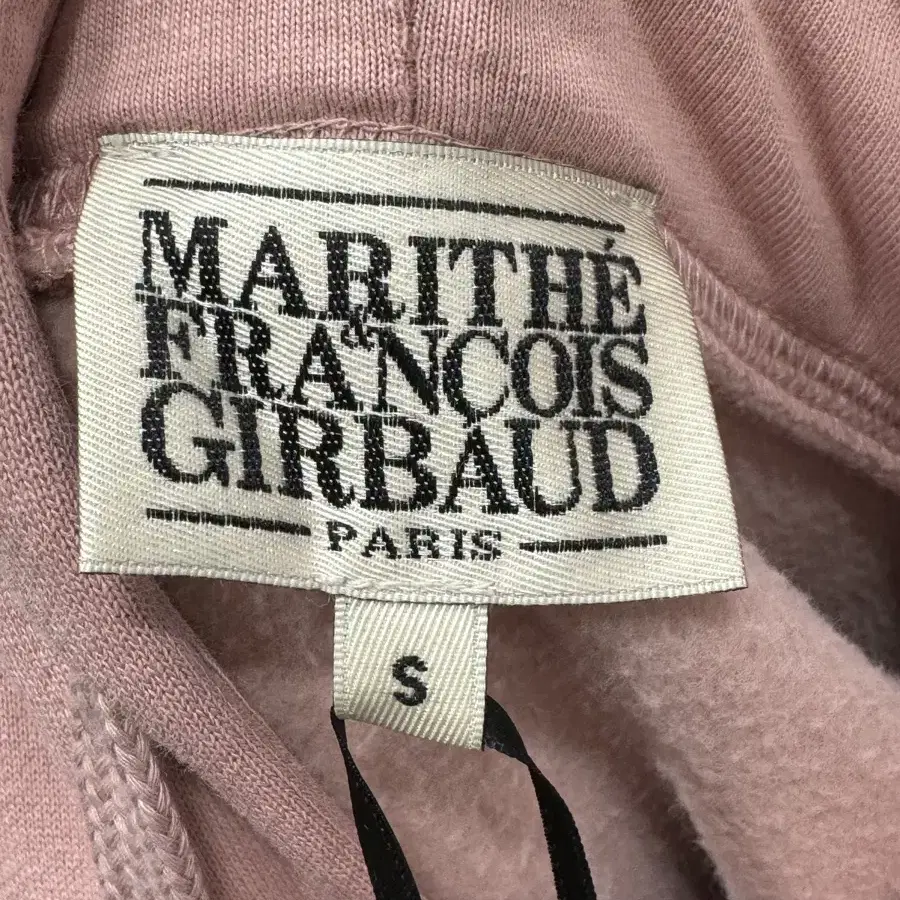 MARITHÉ
&
FRANÇOIS
GIRBAUD
PARIS
S